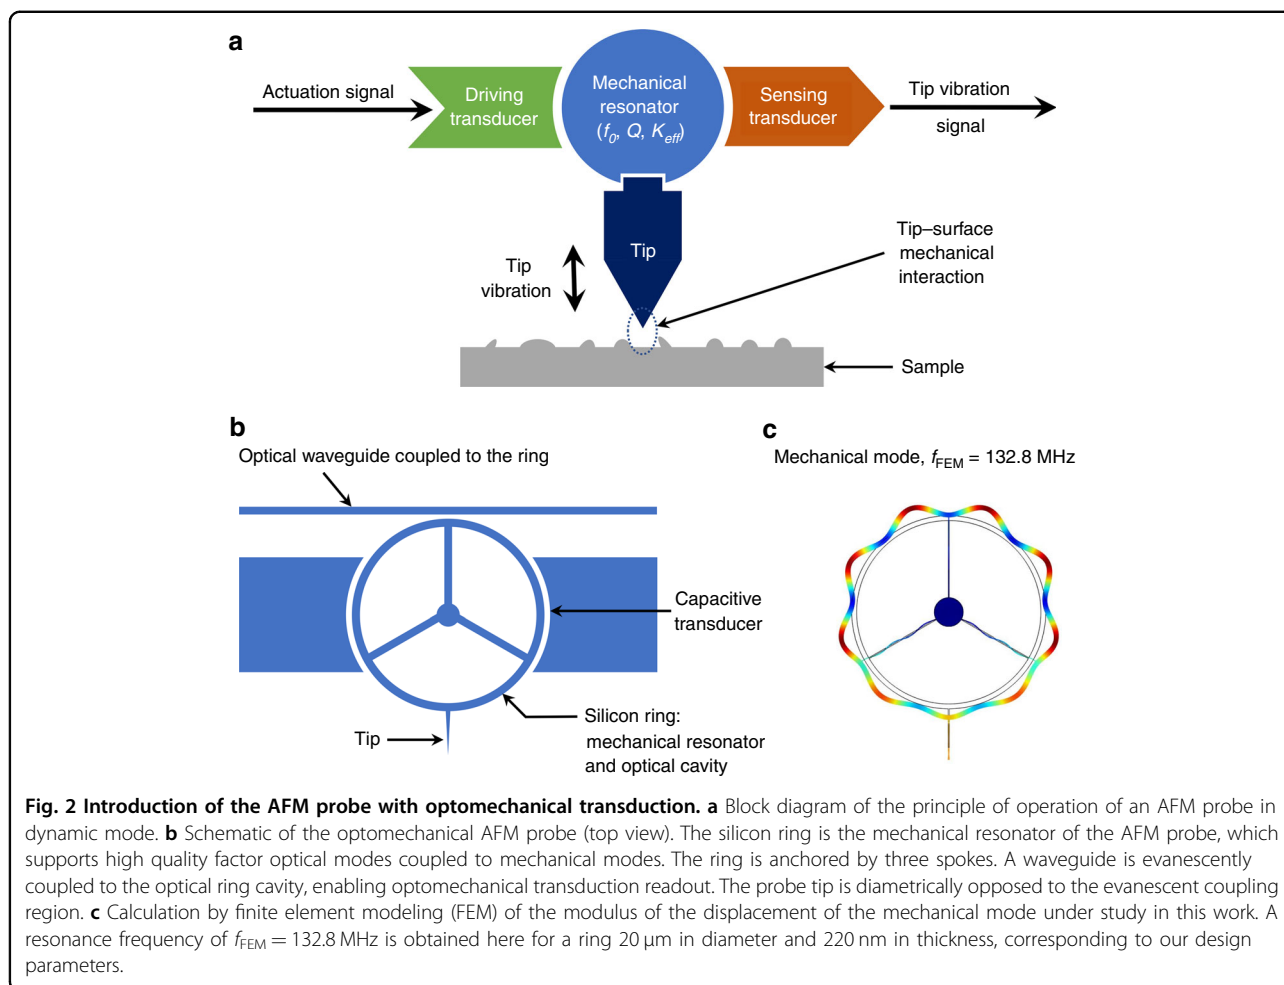 a
Actuation signal
Driving
transducer
Mechanical
resonator
(f0, Q, Keff)
Sensing
transducer
Tip vibration
signal
Tip
Tip
vibration
Tip–surface
mechanical
interaction
Sample
b
Optical waveguide coupled to the ring
Capacitive
transducer
Silicon ring:
mechanical resonator
and optical cavity
Tip
c
Mechanical mode, fFEM = 132.8 MHz
Fig. 2 Introduction of the AFM probe with optomechanical transduction. a Block diagram of the principle of operation of an AFM probe in
dynamic mode. b Schematic of the optomechanical AFM probe (top view). The silicon ring is the mechanical resonator of the AFM probe, which
supports high quality factor optical modes coupled to mechanical modes. The ring is anchored by three spokes. A waveguide is evanescently
coupled to the optical ring cavity, enabling optomechanical transduction readout. The probe tip is diametrically opposed to the evanescent coupling
region. c Calculation by finite element modeling (FEM) of the modulus of the displacement of the mechanical mode under study in this work. A
resonance frequency of fFEM = 132.8 MHz is obtained here for a ring 20 μm in diameter and 220 nm in thickness, corresponding to our design
parameters.